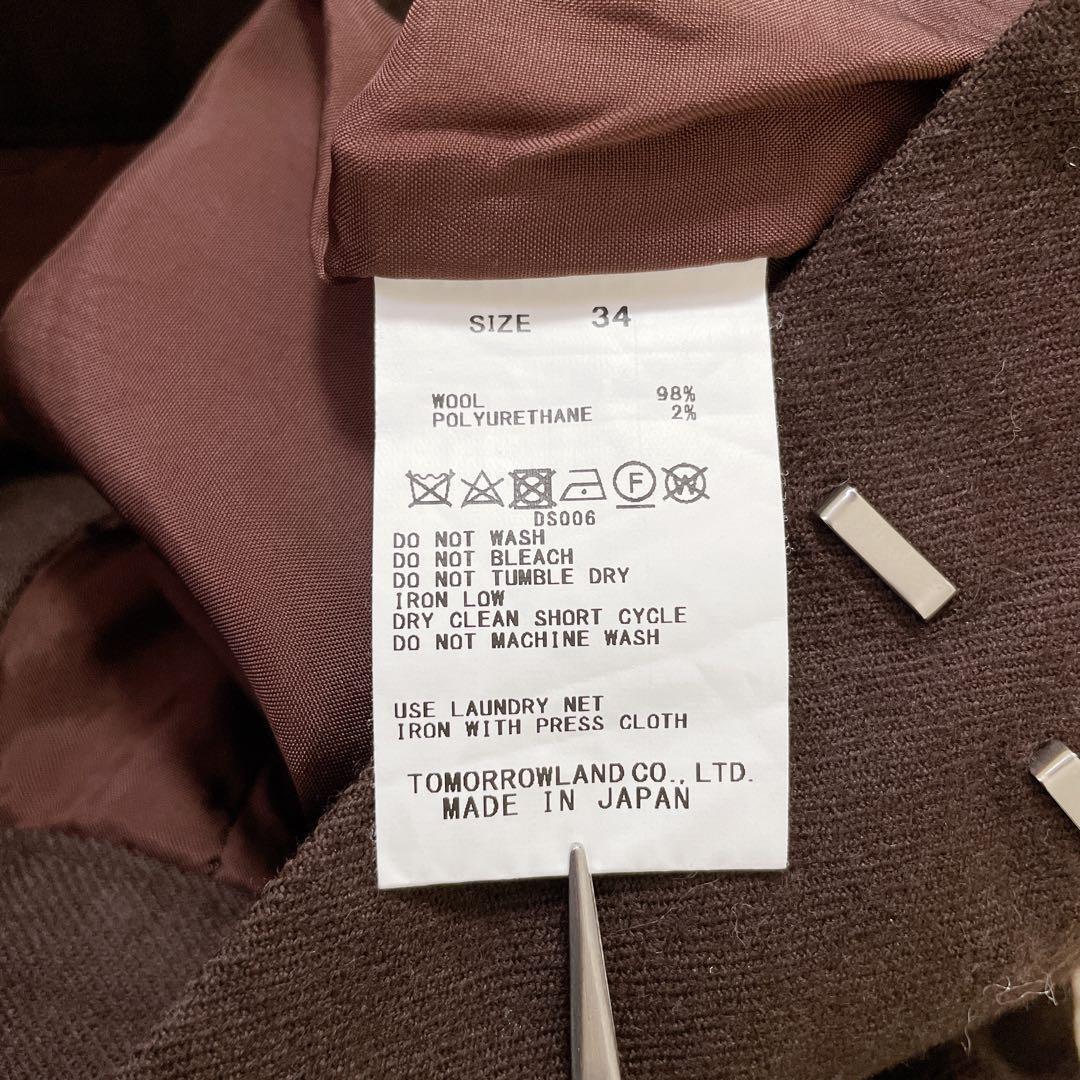 SIZE 34
WOOL 98%
POLYURETHANE 2%
F W
DS006
DO NOT WASH
DO NOT BLEACH
DO NOT TUMBLE DRY
IRON LOW
DRY CLEAN SHORT CYCLE
DO NOT MACHINE WASH
USE LAUNDRY NET
IRON WITH PRESS CLOTH
TOMORROWLAND CO., LTD.
MADE IN JAPAN